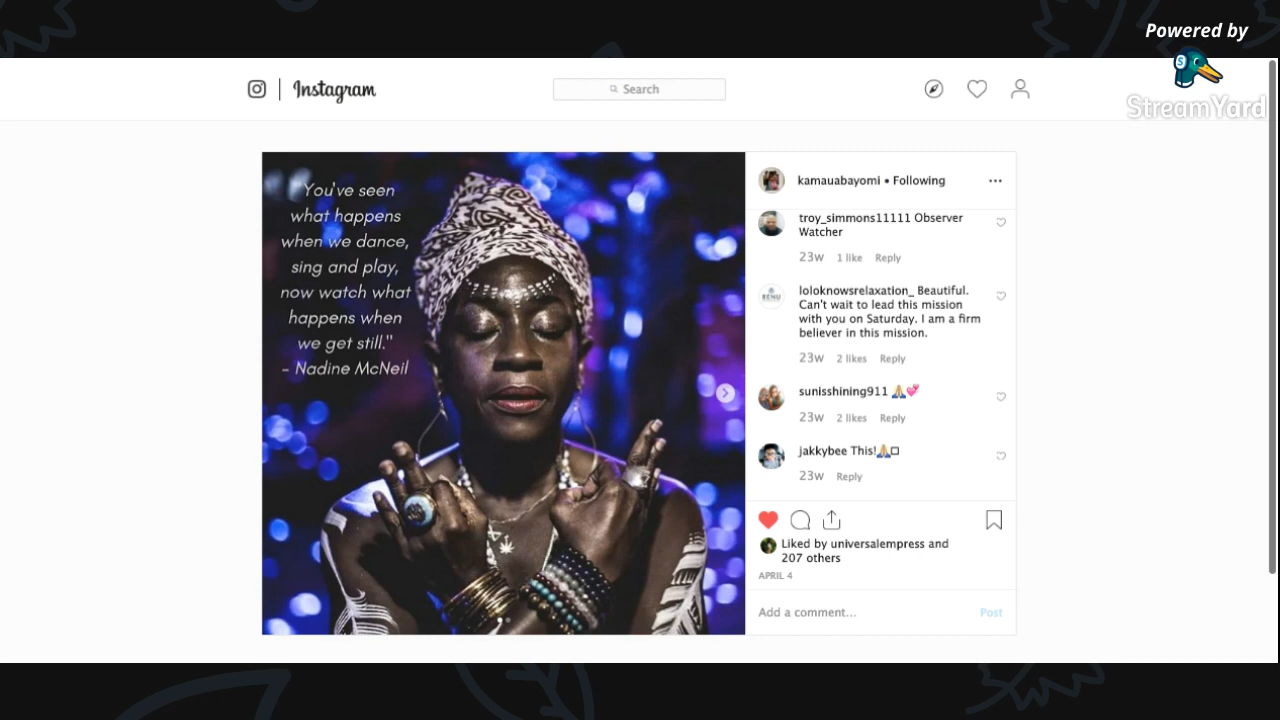 Powered by
StreamYard
Instagram
Search
You've seen
what happens
when we dance,
sing and play,
now watch what
happens when
we get still."
- Nadine McNeil
kamauabayomi • Following
troy_simmons11111 Observer
Watcher
23w 1 like Reply
loloknowsrelaxation_ Beautiful.
Can't wait to lead this mission
with you on Saturday. I am a firm
believer in this mission.
23w 2 likes Reply
sunisshining911 🙏💞
23w 2 likes Reply
jakkybee This!🙏□
23w Reply
Liked by universalempress and
207 others
APRIL 4
Add a comment... Post